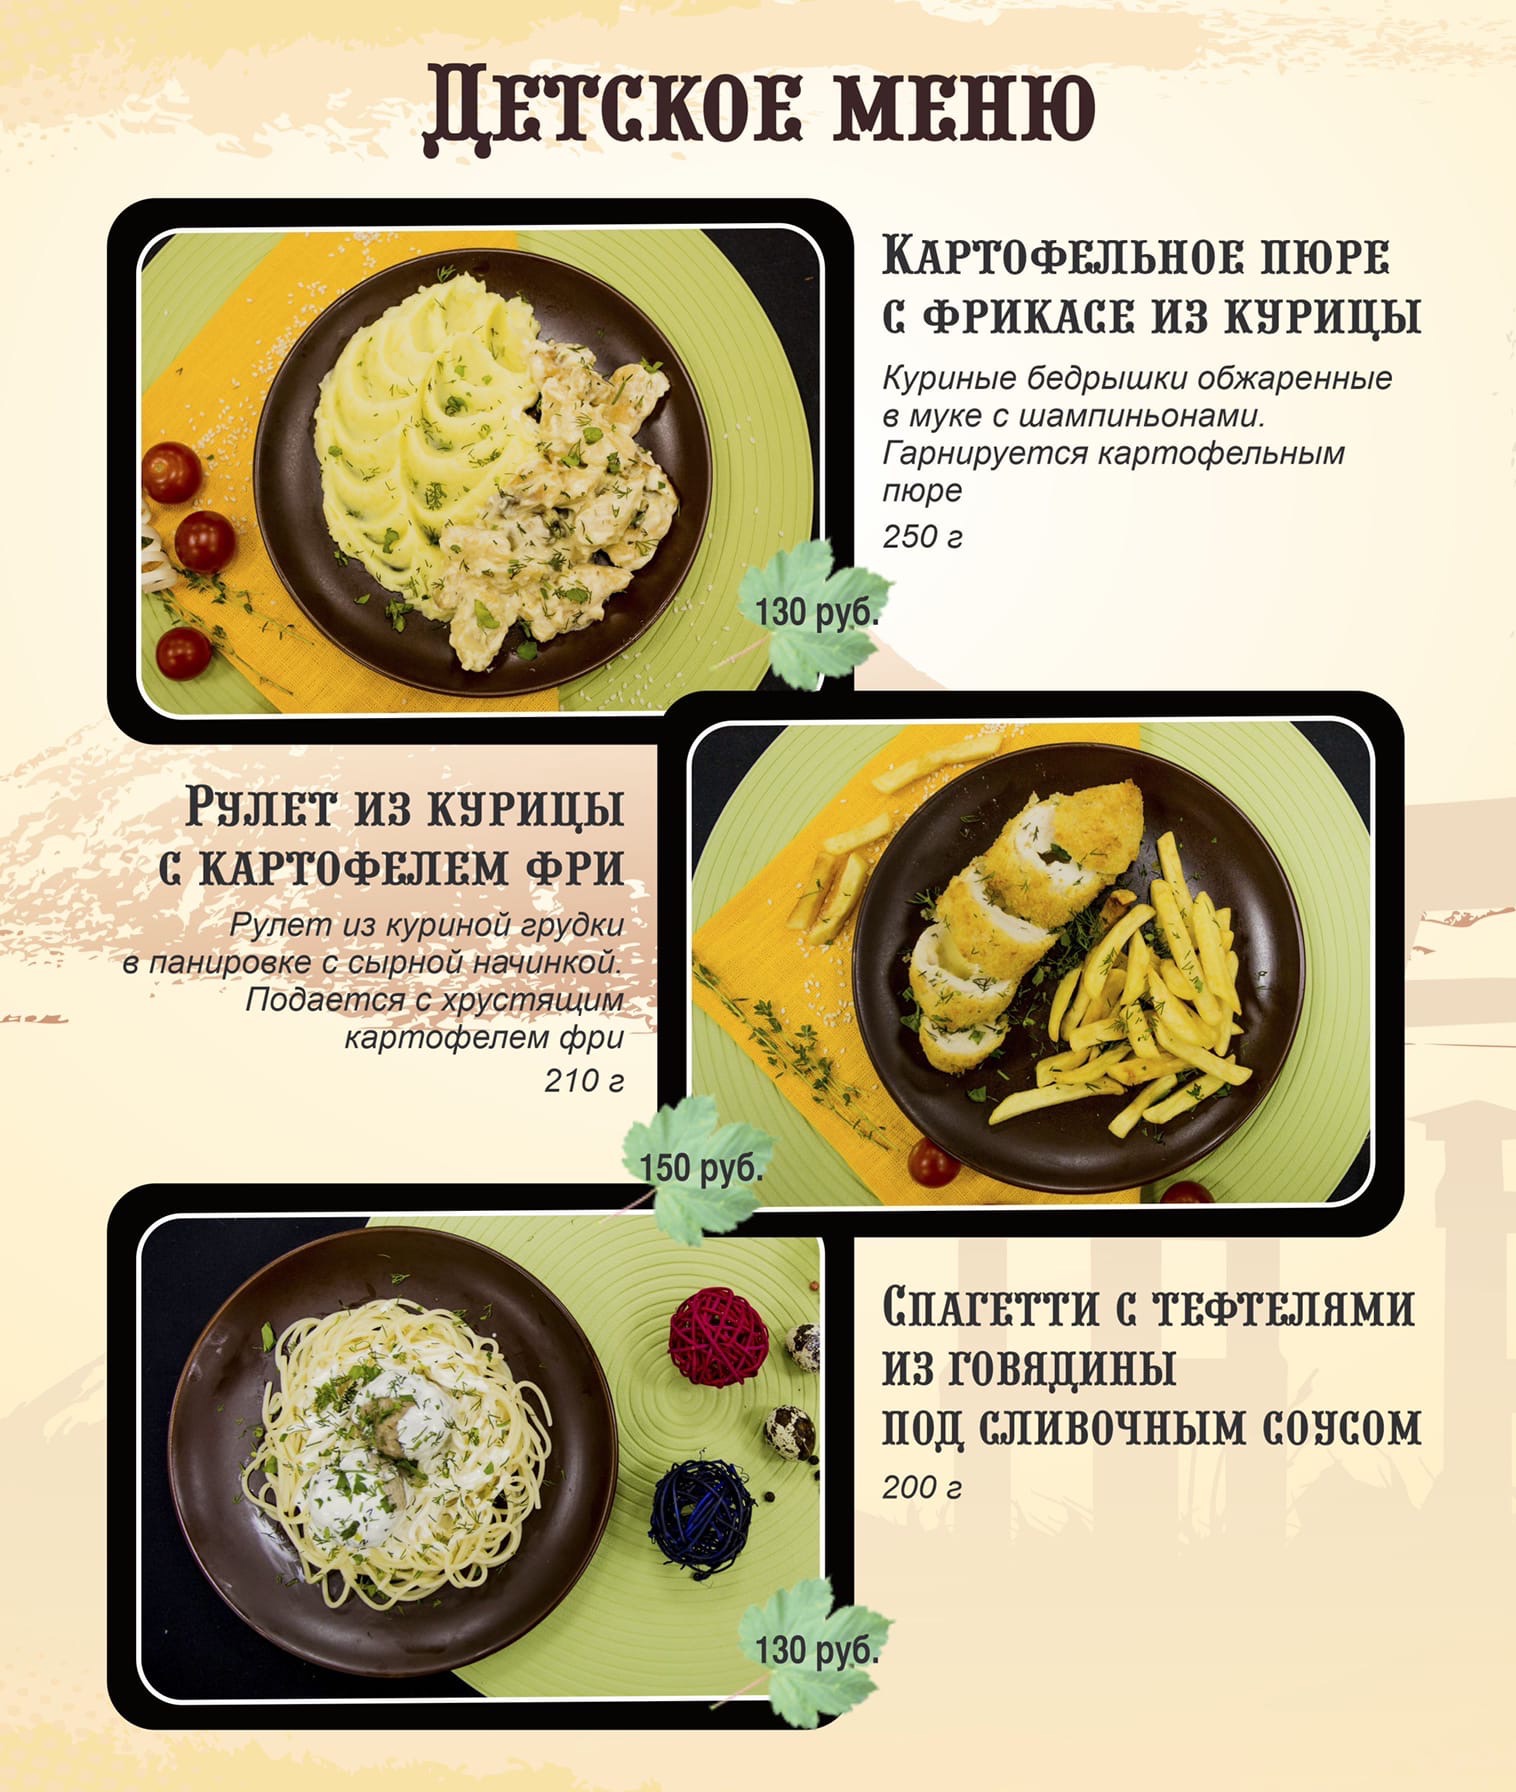 Детское меню
Картофельное пюре
с фрикасе из курицы
Куриные бедрышки обжаренные
в муке с шампиньонами.
Гарнируется картофельным
пюре
250 г
130 руб.
Рулет из курицы
с картофелем фри
Рулет из куриной грудки
в панировке с сырной начинкой.
Подается с хрустящим
картофелем фри
210 г
150 руб.
Спагетти с тефтелями
из говядины
под сливочным соусом
200 г
130 руб.